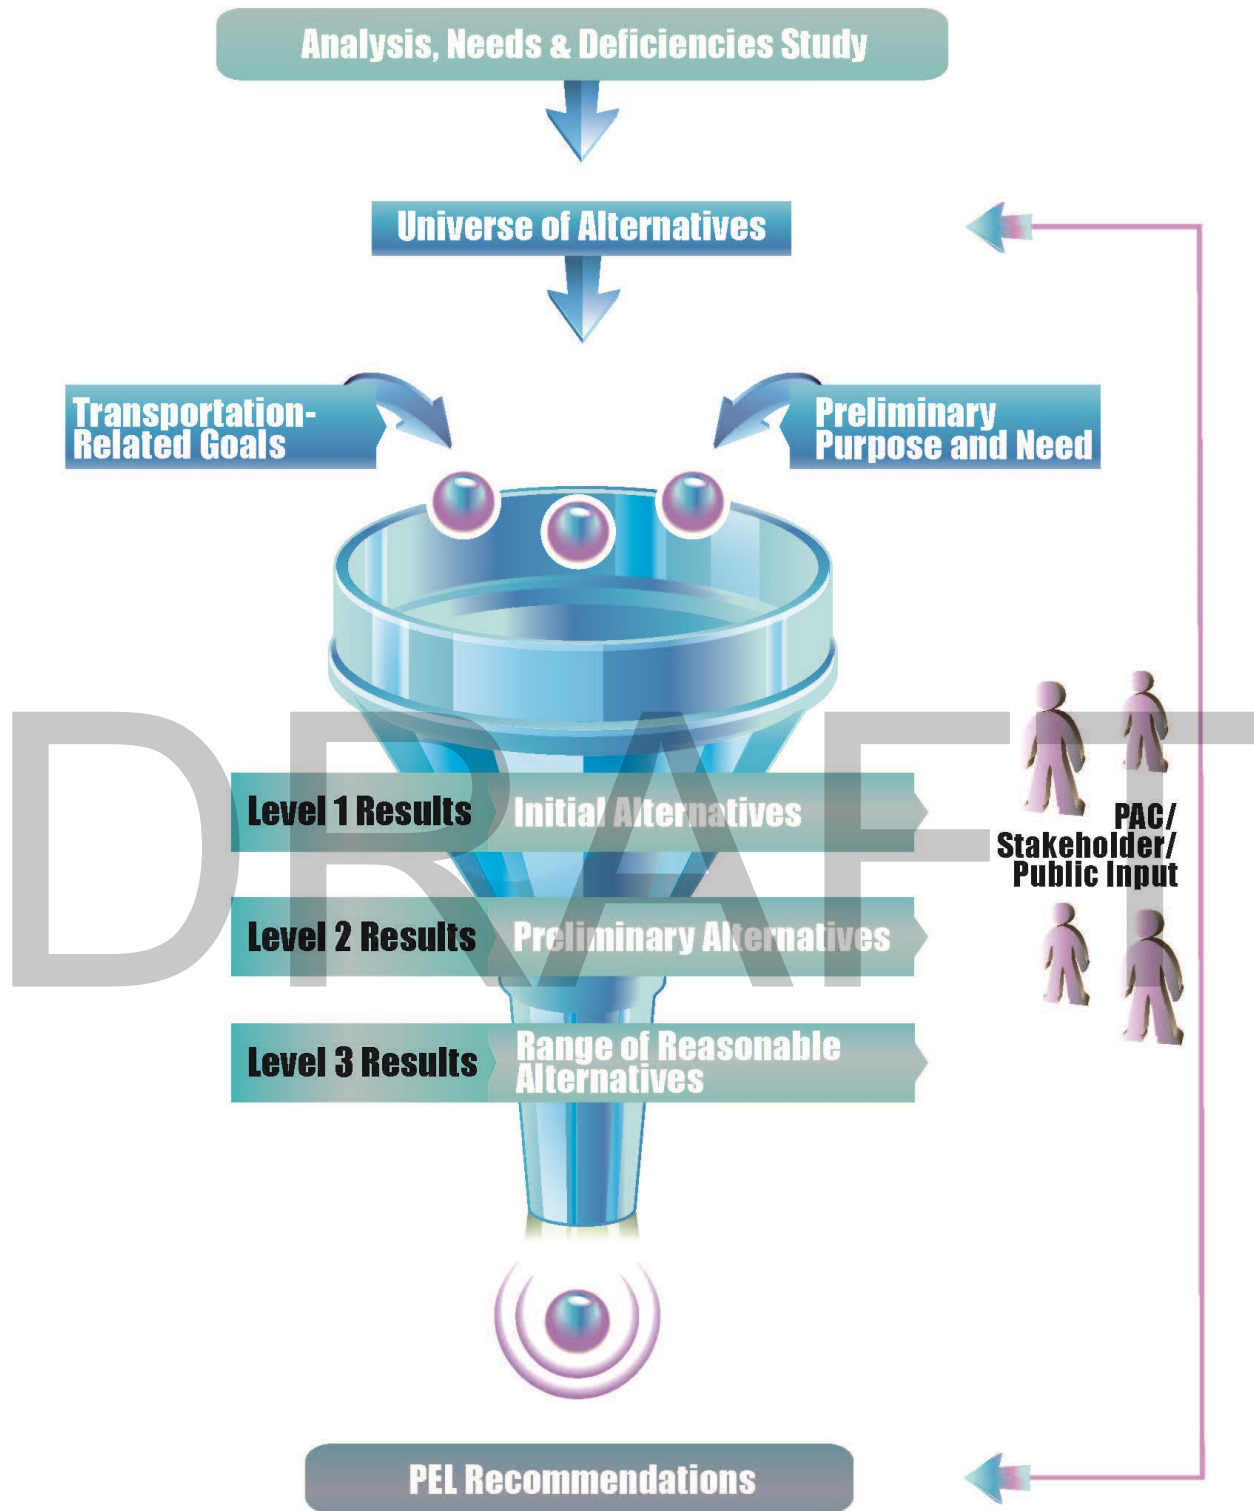 Analysis, Needs & Deficiencies Study
Universe of Alternatives
Transportation-
Related Goals
Preliminary
Purpose and Need
DRAFT
Level 1 Results
Initial Alternatives
Level 2 Results
Preliminary Alternatives
Level 3 Results
Range of Reasonable
Alternatives
PAC/
Stakeholder/
Public Input
PEL Recommendations